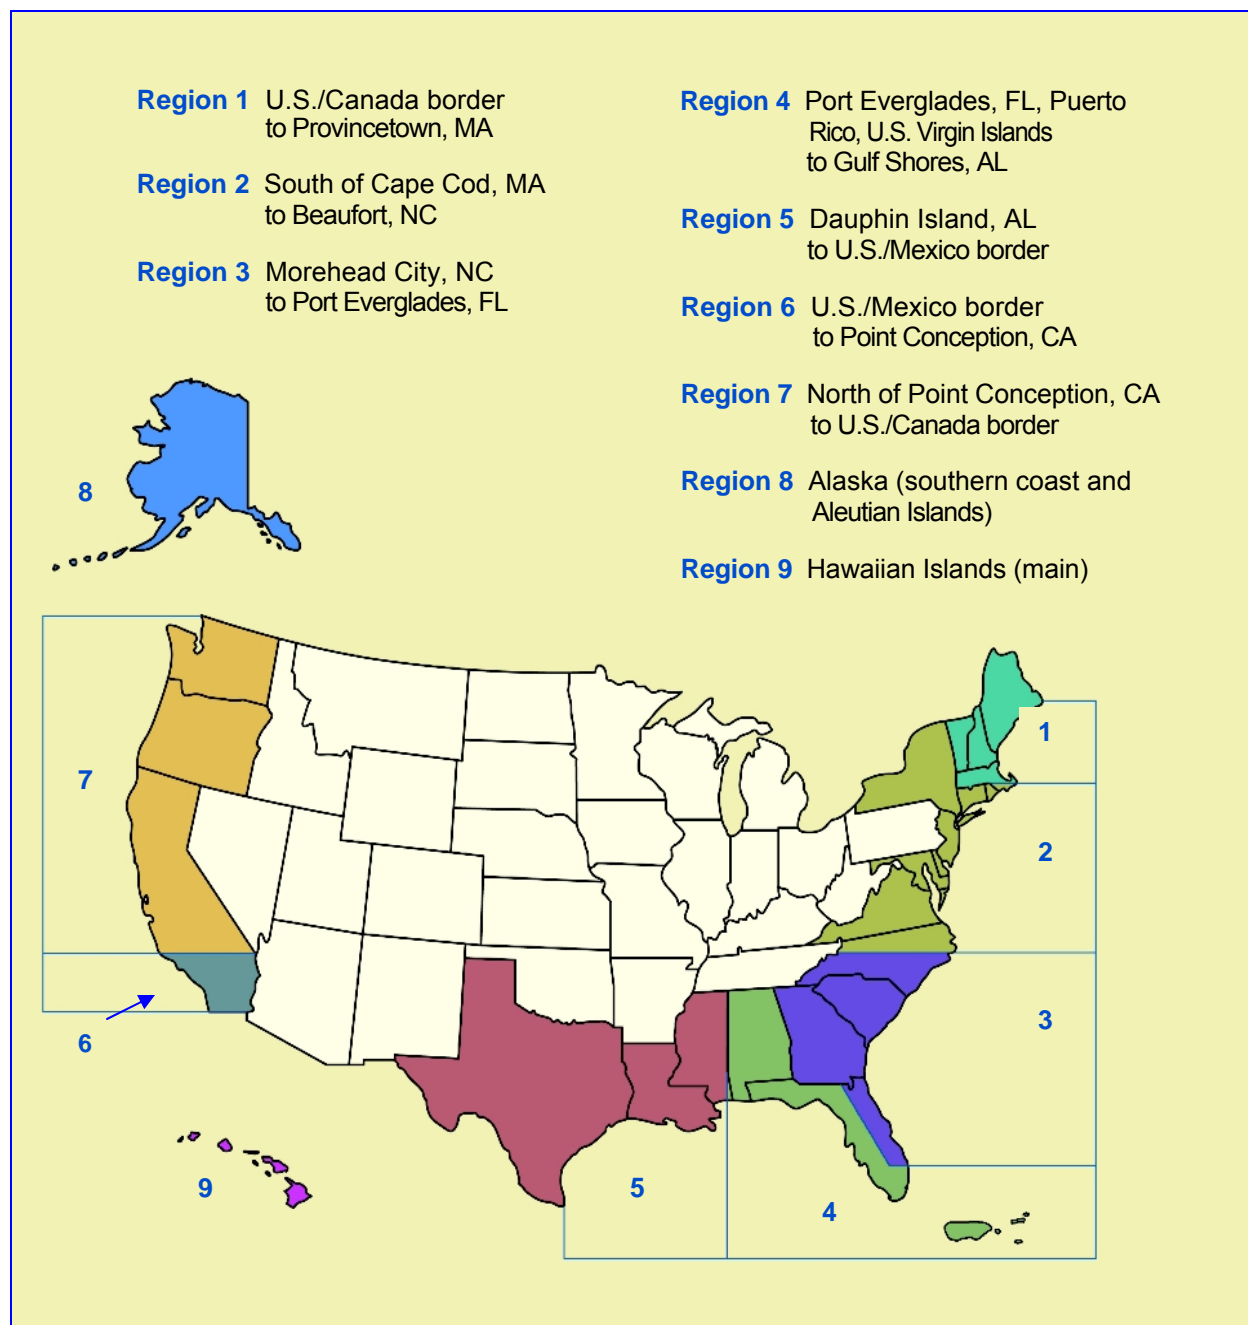 Region 1 U.S./Canada border
to Provincetown, MA
Region 2 South of Cape Cod, MA
to Beaufort, NC
Region 3 Morehead City, NC
to Port Everglades, FL
Region 4 Port Everglades, FL, Puerto
Rico, U.S. Virgin Islands
to Gulf Shores, AL
Region 5 Dauphin Island, AL
to U.S./Mexico border
Region 6 U.S./Mexico border
to Point Conception, CA
Region 7 North of Point Conception, CA
to U.S./Canada border
Region 8 Alaska (southern coast and
Aleutian Islands)
Region 9 Hawaiian Islands (main)
8
1
7
2
3
6
9
5
4